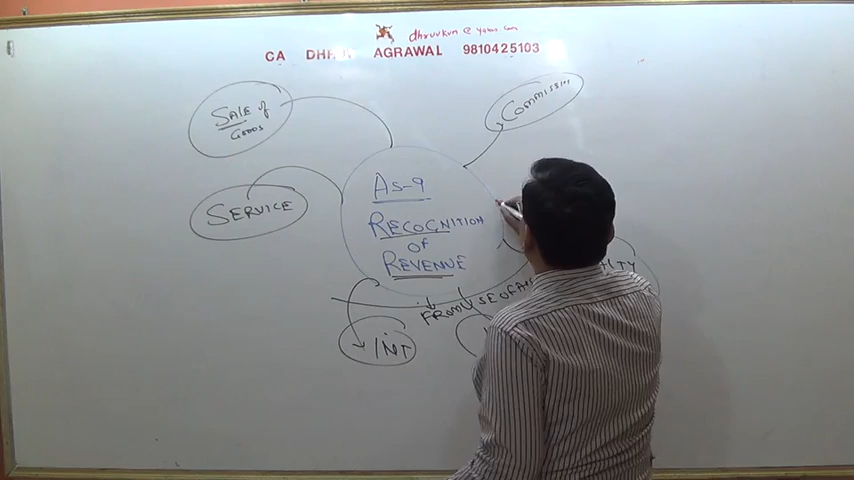 dhruvkum@yahoo.com
CA AGRAWAL 9810425103
SALE of
GOODS
COMMISSION
SERVICE
AS-9
RECOGNITION
of
REVENUE
FROM USE OF
INT